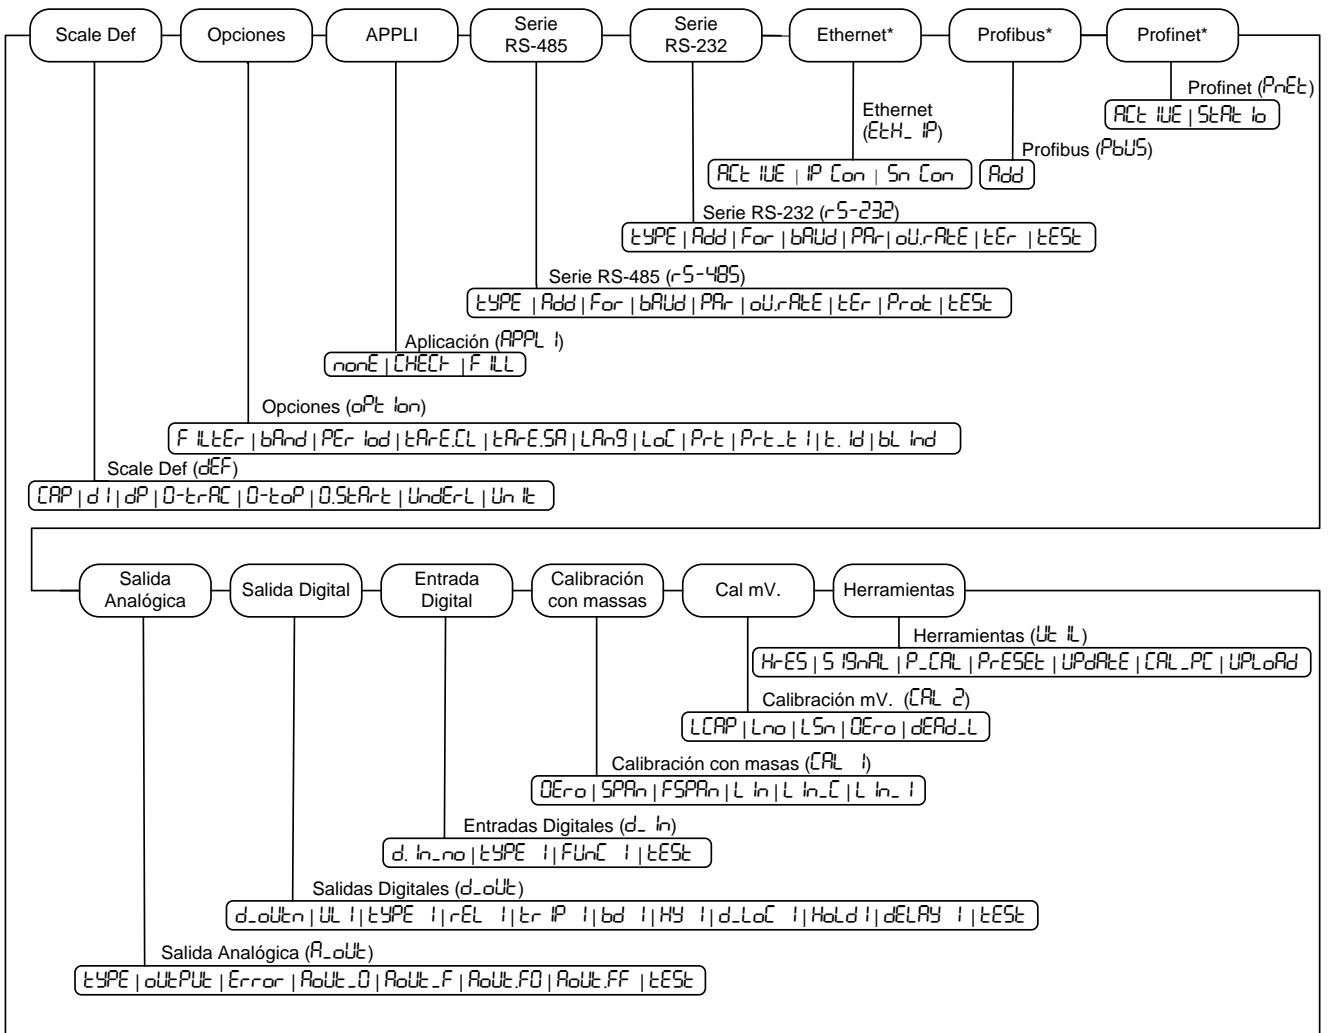 Scale Def
Opciones
APPLI
Serie
RS-485
Serie
RS-232
Ethernet*
Profibus*
Profinet*
Profinet (PnEt)
ACt IUE | StAt Io
Ethernet
(EtH_ IP)
Profibus (PbUS)
ACt IUE | IP Con | Sn Con
Add
Serie RS-232 (rS-232)
tYPE | Add | For | bAUd | PAr | oU.rAtE | tEr | tESt
Serie RS-485 (rS-485)
tYPE | Add | For | bAUd | PAr | oU.rAtE | tEr | Prot | tESt
Aplicación (APPL I)
nonE | CHECk | F ILL
Opciones (oPt Ion)
F ILtEr | bAnd | PEr Iod | tArE.CL | tArE.SA | LAn9 | LoC | Prt | Prt_t I | t. Id | bL Ind
Scale Def (dEF)
CAP | d I | dP | 0-trAC | 0-toP | 0.StArt | UndErL | Un It
Salida
Analógica
Salida Digital
Entrada
Digital
Calibración
con massas
Cal mV.
Herramientas
Herramientas (Ut IL)
HrES | S I9nAL | P_CAL | PrESEt | UPdAtE | CAL_PC | UPLoAd
Calibración mV. (CAL 2)
LCAP | Lno | LSn | 0Ero | dEAd_L
Calibración con masas (CAL I)
0Ero | SPAn | FSPAn | L In | L In_C | L In_ I
Entradas Digitales (d_ In)
d. In_no | tYPE I | FUnC I | tESt
Salidas Digitales (d_oUt)
d_oUtn | UL I | tYPE I | rEL I | tr IP I | bd I | HY I | d_LoC I | HoLd I | dELAY I | tESt
Salida Analógica (A_oUt)
tYPE | oUtPUt | Error | AoUt_0 | AoUt_F | AoUt.F0 | AoUt.FF | tESt